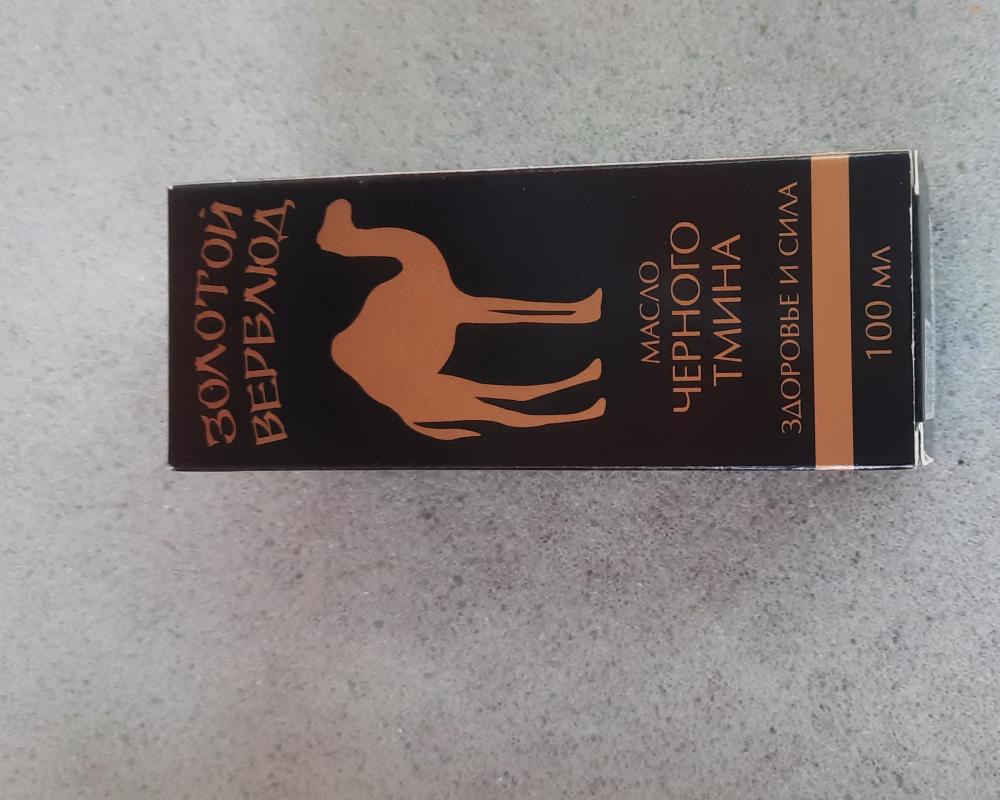 ЗОЛОТОЙ
ВЕРБЛЮД
МАСЛО
ЧЕРНОГО
ТМИНА
ЗДОРОВЬЕ И СИЛА
100 МЛ